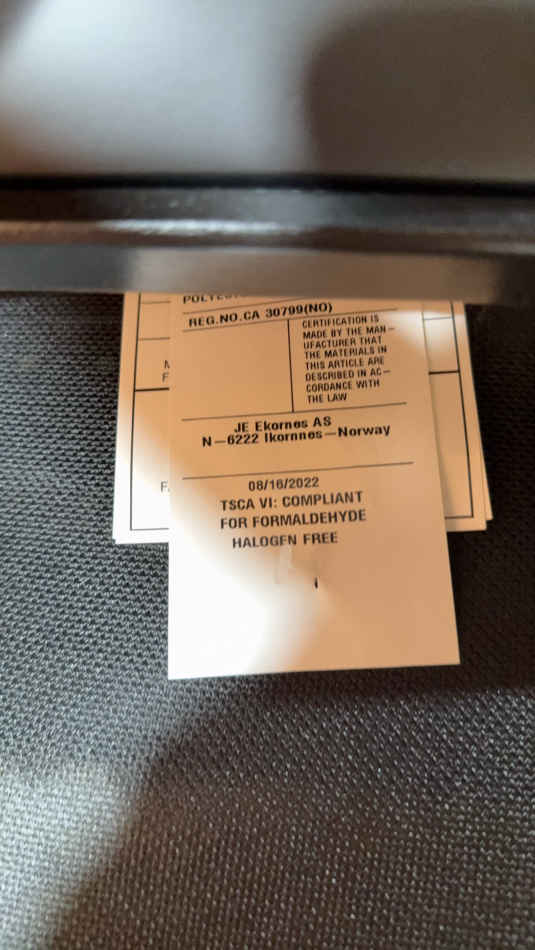 REG.NO.CA 30799(NO)
CERTIFICATION IS
MADE BY THE MAN-
UFACTURER THAT
THE MATERIALS IN
THIS ARTICLE ARE
DESCRIBED IN AC-
CORDANCE WITH
THE LAW
JE Ekornes AS
N-6222 Ikornnes-Norway
08/16/2022
TSCA VI: COMPLIANT
FOR FORMALDEHYDE
HALOGEN FREE